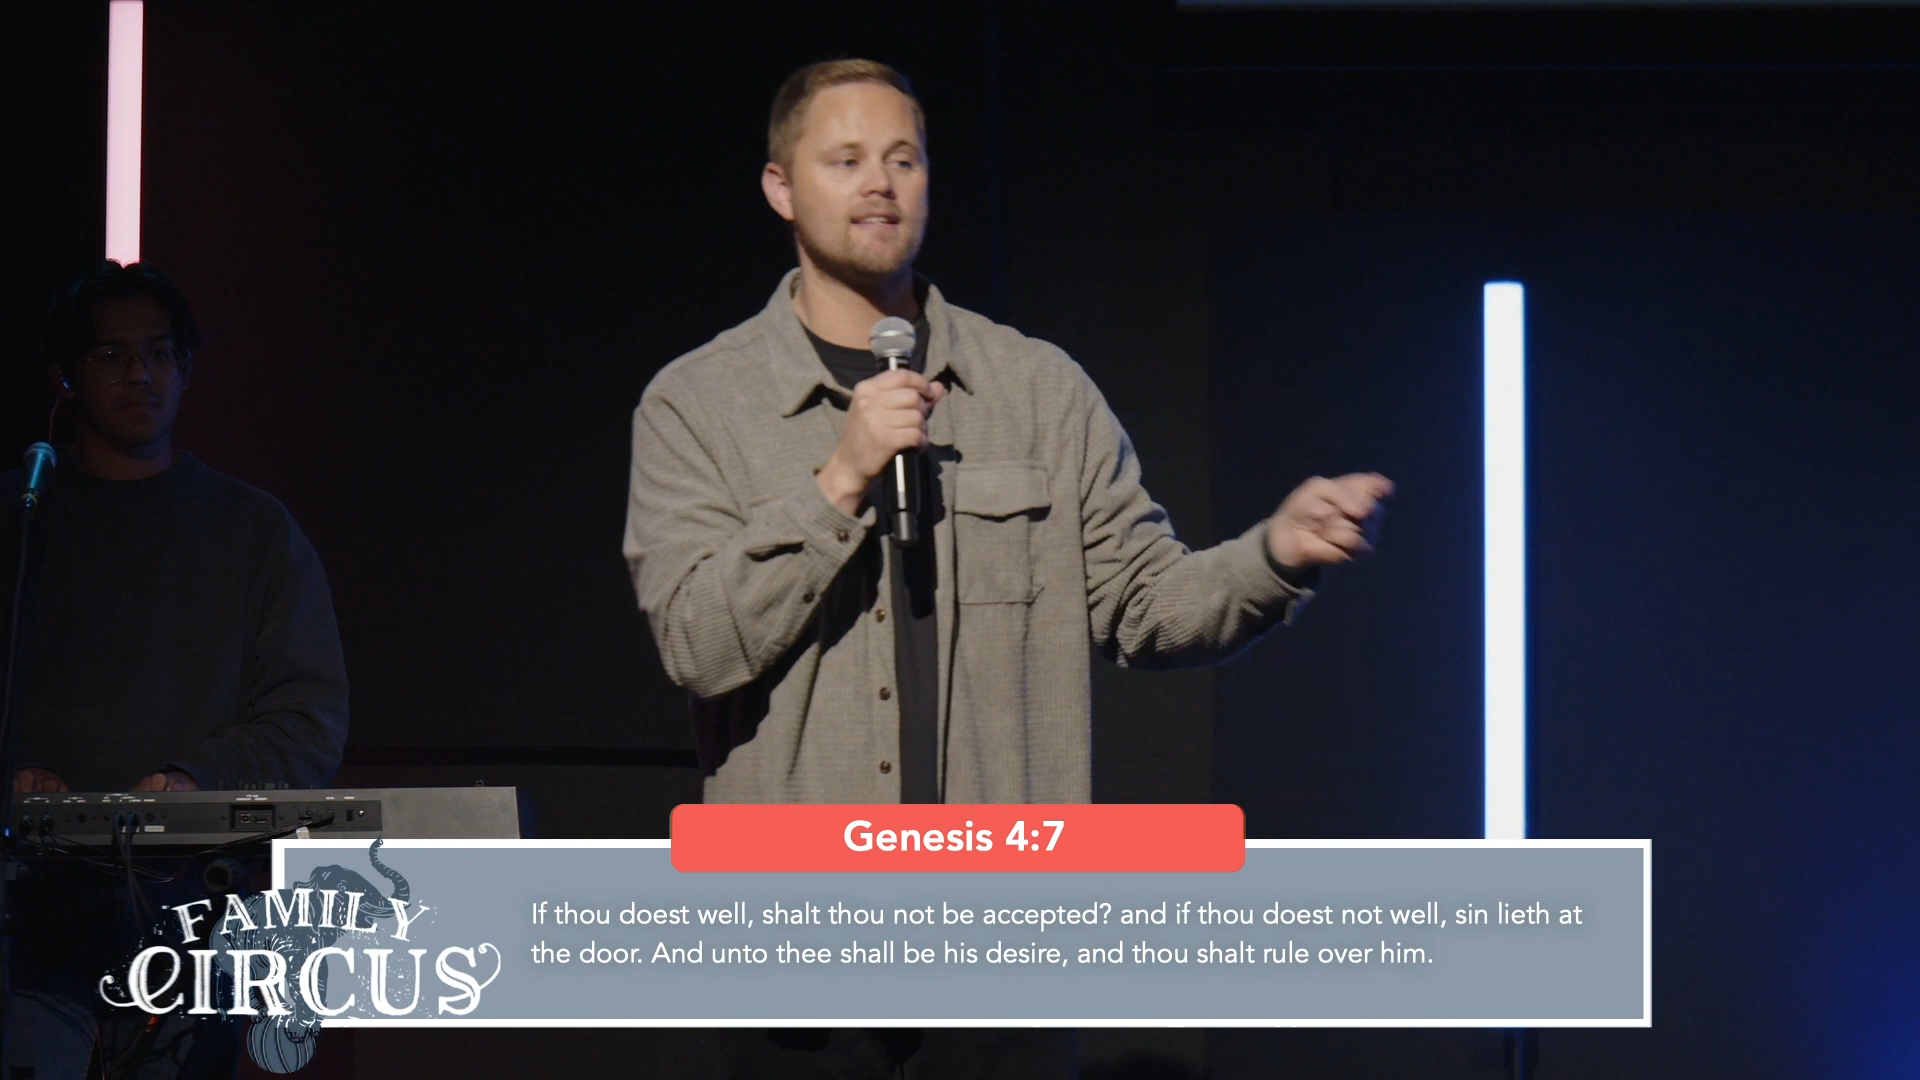 Genesis 4:7
If thou doest well, shalt thou not be accepted? and if thou doest not well, sin lieth at
the door. And unto thee shall be his desire, and thou shalt rule over him.
FAMILY
CIRCUS